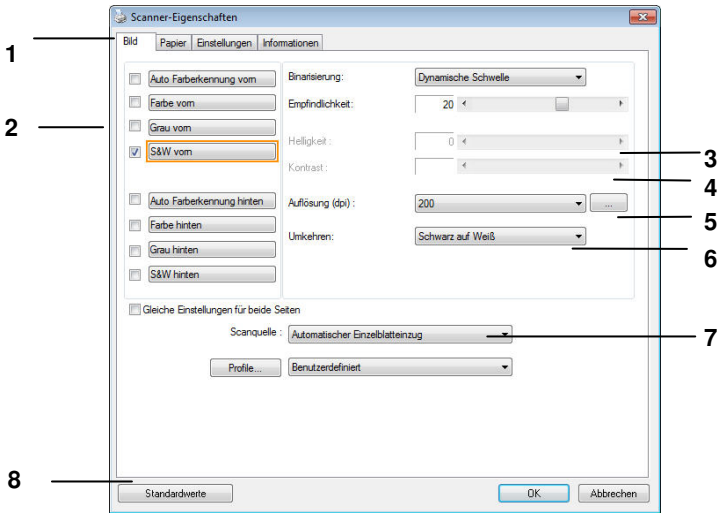 Scanner-Eigenschaften
Bild Papier Einstellungen Informationen
1
Auto Farberkennung vorn Binarisierung: Dynamische Schwelle
Farbe vorn Empfindlichkeit: 20
2
Grau vorn
S&W vorn Helligkeit : 0
3
Kontrast :
4
Auto Farberkennung hinten Auflösung (dpi) : 200 ...
5
Farbe hinten
Umkehren: Schwarz auf Weiß
6
Grau hinten
S&W hinten
Gleiche Einstellungen für beide Seiten
Scanquelle : Automatischer Einzelblatteinzug
7
Profile... Benutzerdefiniert
8
Standardwerte OK Abbrechen